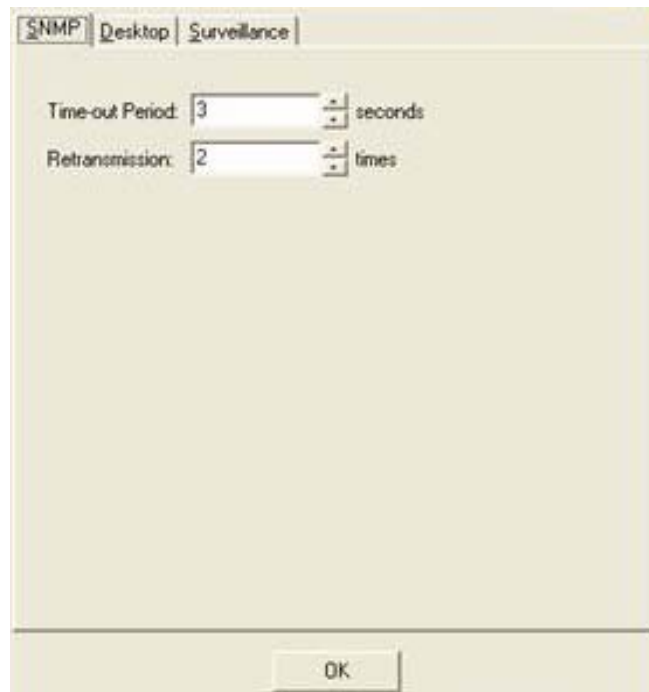 SNMP Desktop Surveillance
Time-out Period: 3 seconds
Retransmission: 2 times
OK